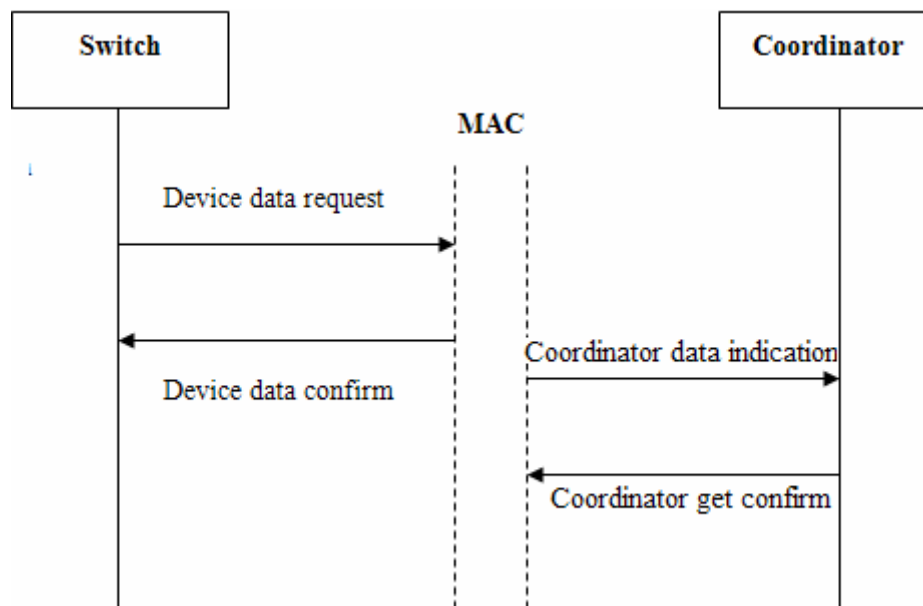 Switch
Coordinator
MAC
Device data request
Coordinator data indication
Device data confirm
Coordinator get confirm